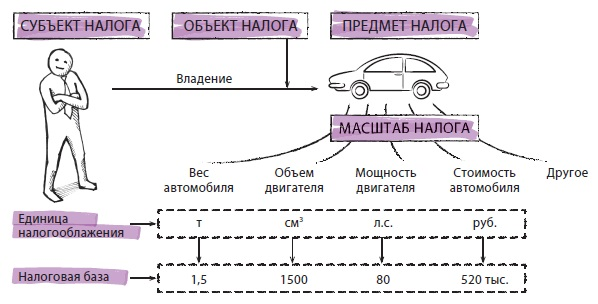 СУБЪЕКТ НАЛОГА ОБЪЕКТ НАЛОГА ПРЕДМЕТ НАЛОГА
Владение
МАСШТАБ НАЛОГА
Вес автомобиля
Объем двигателя
Мощность двигателя
Стоимость автомобиля
Другое
Единица налогооблажения
т см³ л.с. руб.
Налоговая база
1,5 1500 80 520 тыс.